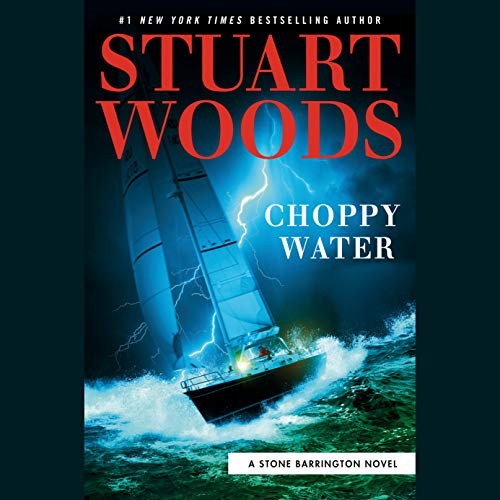 #1 NEW YORK TIMES BESTSELLING AUTHOR
STUART
WOODS
CHOPPY
WATER
A STONE BARRINGTON NOVEL